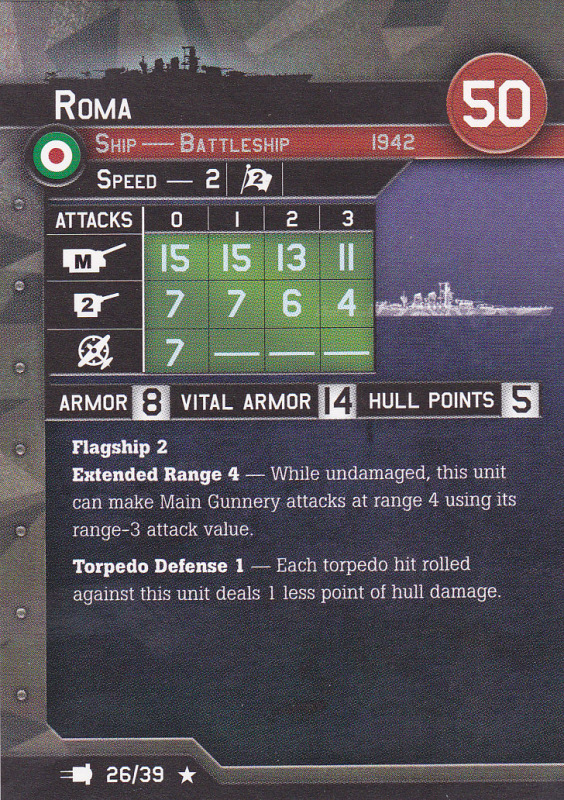 ROMA
50
SHIP — BATTLESHIP 1942
SPEED — 2 2
ATTACKS 0 1 2 3
M 15 15 13 11
2 7 7 6 4
7 — — —
ARMOR 8 VITAL ARMOR 14 HULL POINTS 5
Flagship 2
Extended Range 4 — While undamaged, this unit
can make Main Gunnery attacks at range 4 using its
range-3 attack value.
Torpedo Defense 1 — Each torpedo hit rolled
against this unit deals 1 less point of hull damage.
26/39 ★